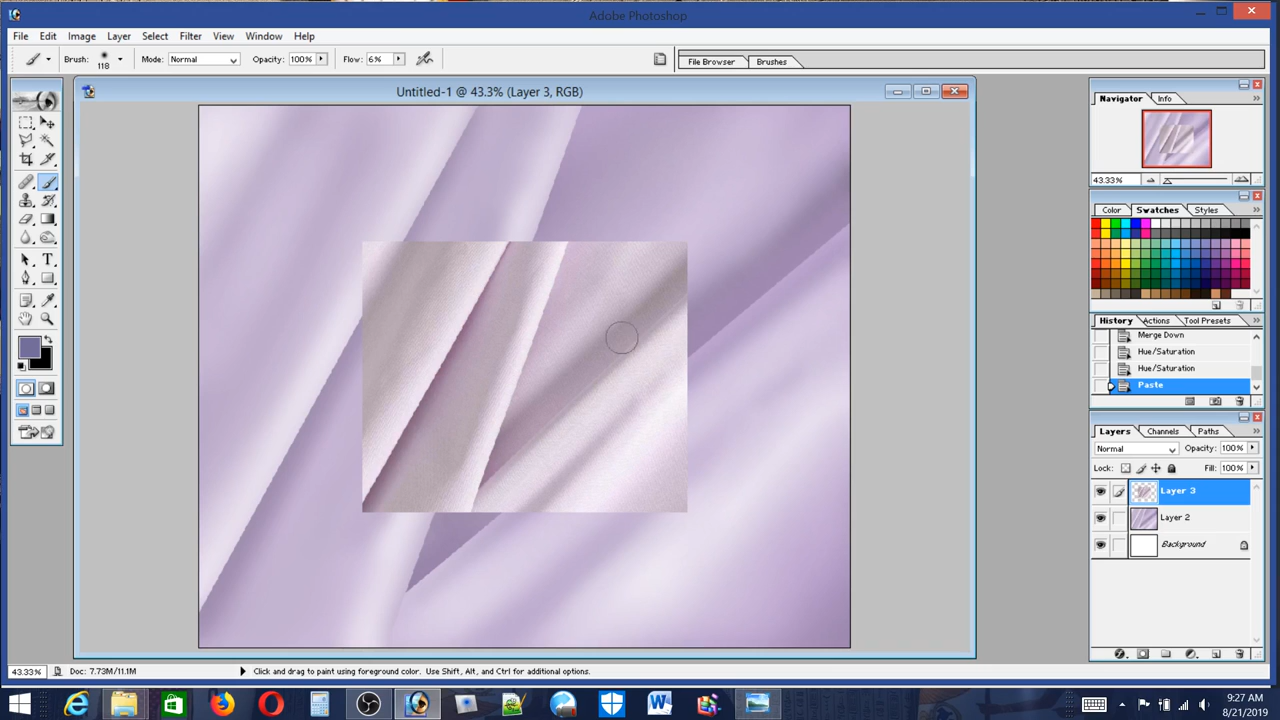 Adobe Photoshop
File Edit Image Layer Select Filter View Window Help
Brush: 118 Mode: Normal Opacity: 100% Flow: 6% File Browser Brushes
Untitled-1 @ 43.3% (Layer 3, RGB)
Navigator Info
43.33%
Color Swatches Styles
History Actions Tool Presets
Merge Down
Hue/Saturation
Hue/Saturation
Paste
Layers Channels Paths
Normal Opacity: 100%
Lock: Fill: 100%
Layer 3
Layer 2
Background
43.33% Doc: 7.73M/11.1M Click and drag to paint using foreground color. Use Shift, Alt, and Ctrl for additional options.
9:27 AM
8/21/2019